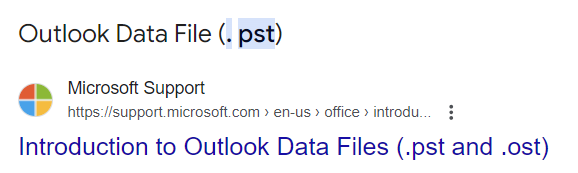 Outlook Data File (. pst)
Microsoft Support
https://support.microsoft.com › en-us › office › introdu...
Introduction to Outlook Data Files (.pst and .ost)